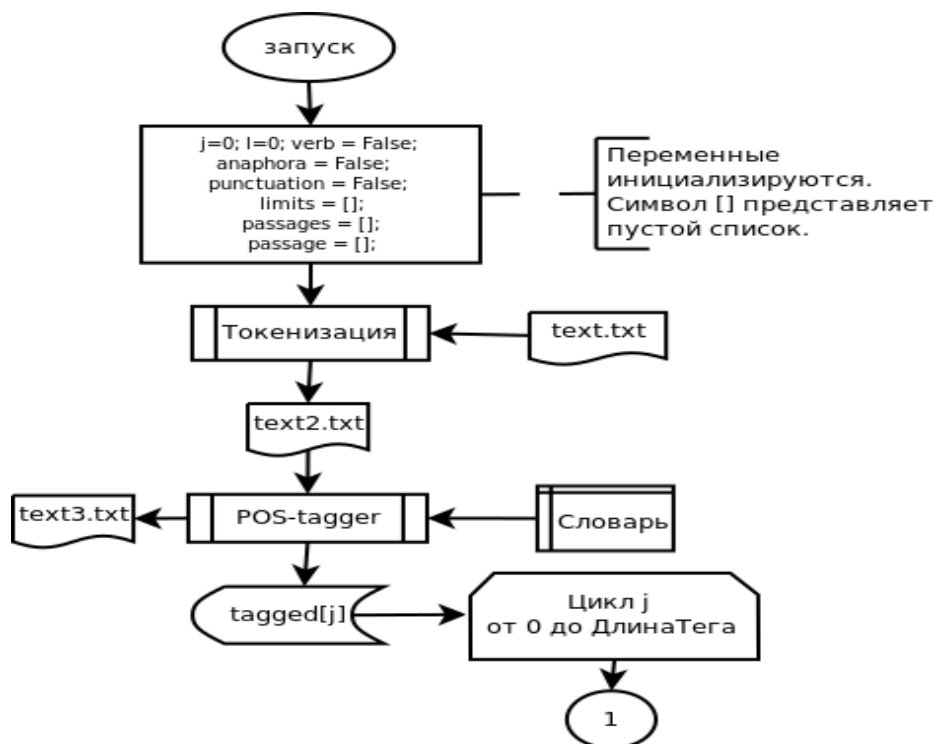 запуск
j=0; l=0; verb = False;
anaphora = False;
punctuation = False;
limits = [];
passages = [];
passage = [];
Переменные
инициализируются.
Символ [] представляет
пустой список.
Токенизация
text.txt
text2.txt
text3.txt
POS-tagger
Словарь
tagged[j]
Цикл j
от 0 до ДлинаТега
1